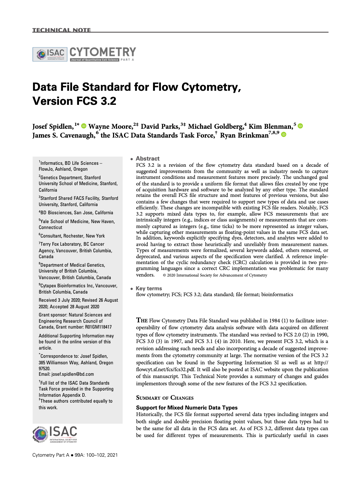 TECHNICAL NOTE
ISAC CYTOMETRY
PART A
Data File Standard for Flow Cytometry,
Version FCS 3.2
Josef Spidlen,1* Wayne Moore,2† David Parks,3† Michael Goldberg,4 Kim Blenman,5
James S. Cavenaugh,6 the ISAC Data Standards Task Force,† Ryan Brinkman7,8,9
1Informatics, BD Life Sciences -
FlowJo, Ashland, Oregon
2Genetics Department, Stanford
University School of Medicine, Stanford,
California
3Stanford Shared FACS Facility, Stanford
University, Stanford, California
4BD Biosciences, San Jose, California
5Yale School of Medicine, New Haven,
Connecticut
6Consultant, Rochester, New York
7Terry Fox Laboratory, BC Cancer
Agency, Vancouver, British Columbia,
Canada
8Department of Medical Genetics,
University of British Columbia,
Vancouver, British Columbia, Canada
9Cytapex Bioinformatics Inc, Vancouver,
British Columbia, Canada
Received 3 July 2020; Revised 28 August
2020; Accepted 28 August 2020
Grant sponsor: Natural Sciences and
Engineering Research Council of
Canada, Grant number:
Additional Supporting Information may
be found in the online version of this
article.
*Correspondence to: Josef Spidlen,
385 Williamson Way, Ashland, Oregon
97520.
Email: josef.spidlen@bd.com
†Full list of the ISAC Data Standards
Task Force provided in the Supporting
Information Appendix D.
†These authors contributed equally to
this work.
ISAC
Cytometry Part A • 99A: 100–102, 2021
• Abstract
FCS 3.2 is a revision of the flow cytometry data standard based on a decade of
suggested improvements from the community as well as industry needs to capture
instrument conditions and measurement features more precisely. The unchanged goal
of the standard is to provide a uniform file format that allows files created by one type
of acquisition hardware and software to be analyzed by any other type. The standard
retains the overall FCS file structure and most features of previous versions, but also
contains a few changes that were required to support new types of data and use cases
efficiently. These changes are incompatible with existing FCS file readers. Notably, FCS
3.2 supports mixed data types to, for example, allow FCS measurements that are
intrinsically integers (e.g., indices or class assignments) or measurements that are com-
monly captured as integers (e.g., time ticks) to be more represented as integer values,
while capturing other measurements as floating-point values in the same FCS data set.
In addition, keywords explicitly specifying dyes, detectors, and analytes were added to
avoid having to extract those heuristically and unreliably from measurement names.
Types of measurements were formalized, several keywords added, others removed, or
deprecated, and various aspects of the specification were clarified. A reference imple-
mentation of the cyclic redundancy check (CRC) calculation is provided in two pro-
gramming languages since a correct CRC implementation was problematic for many
vendors. © 2020 International Society for Advancement of Cytometry
• Key terms
flow cytometry; FCS; FCS 3.2; data standard; file format; bioinformatics
THE Flow Cytometry Data Standard was published in 1984 (1) to facilitate inter-
operability of flow cytometry data analysis software with data acquired on different
types of flow cytometry instruments. The standard was revised to FCS 2.0 (2) in 1990,
FCS 3.0 (3) in 1997, and FCS 3.1 (4) in 2010. Here, we present FCS 3.2, which is a
revision addressing such needs and also incorporating a decade of suggested improve-
ments from the cytometry community at large. The normative version of the FCS 3.2
specification can be found in the Supporting Information SI as well as at http://
flowcyt.sf.net/fcs/fcs32.pdf. It will also be posted at ISAC website upon the publication
of this manuscript. This Technical Note provides a summary of changes and guides
implementors through some of the new features of the FCS 3.2 specification.
SUMMARY OF CHANGES
Support for Mixed Numeric Data Types
Historically, the FCS file format supported several data types including integers and
both single and double precision floating point values, but those data types had to
be the same for all data in the FCS data set. As of FCS 3.2, different data types can
be used for different types of measurements. This is particularly useful in cases